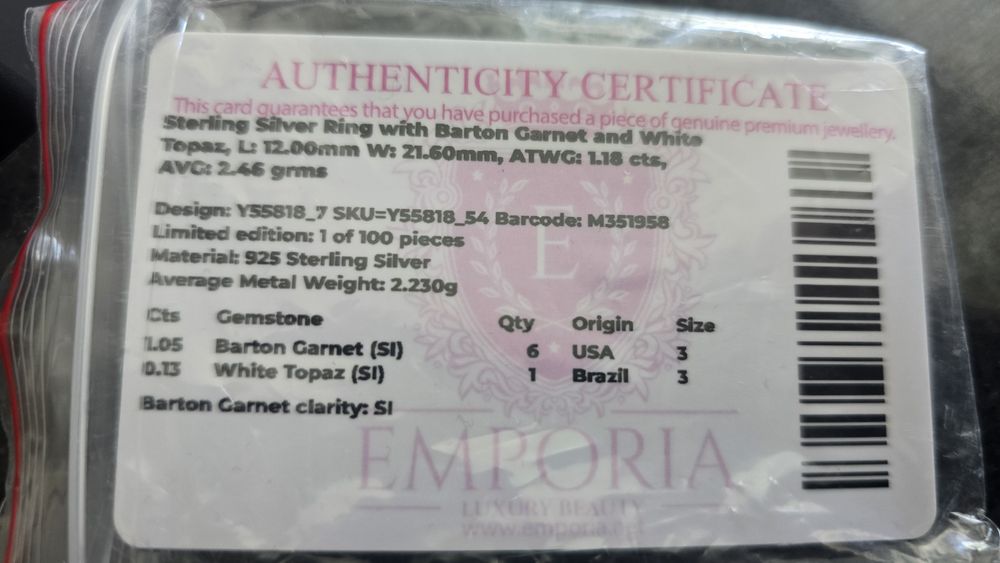 AUTHENTICITY CERTIFICATE
This card guarantees that you have purchased a piece of genuine premium jewellery.
Sterling Silver Ring with Barton Garnet and White
Topaz, L: 12.00mm W: 21.60mm, ATWG: 1.18 cts,
AVG: 2.46 grms
Design: Y55818_7 SKU=Y55818_54 Barcode: M351958
Limited edition: 1 of 100 pieces
Material: 925 Sterling Silver
Average Metal Weight: 2.230g
Cts Gemstone Qty Origin Size
1.05 Barton Garnet (SI) 6 USA 3
0.13 White Topaz (SI) 1 Brazil 3
Barton Garnet clarity: SI
E
EMPORIA
LUXURY BEAUTY